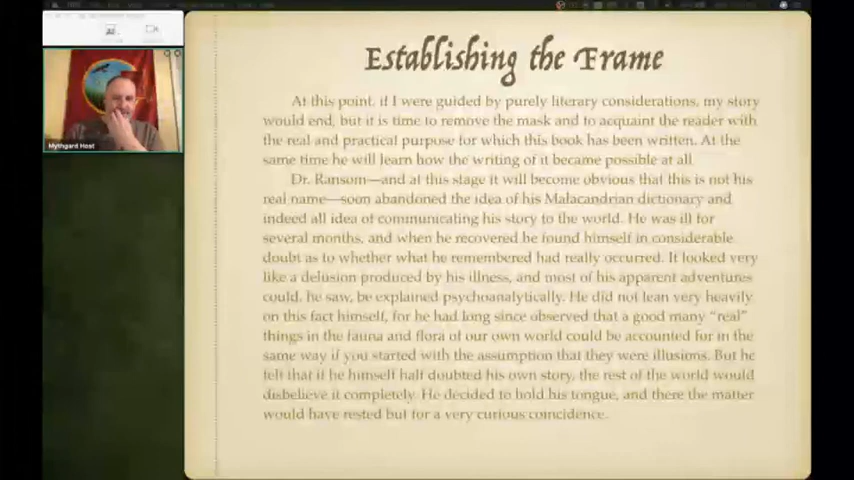 Establishing the Frame
At this point, if I were guided by purely literary considerations, my story
would end, but it is time to remove the mask and to acquaint the reader with
the real and practical purpose for which this book has been written. At the
same time he will learn how the writing of it became possible at all.
Dr. Ransom—and at this stage it will become obvious that this is not his
real name—soon abandoned the idea of his Malacandrian dictionary and
indeed all idea of communicating his story to the world. He was ill for
several months, and when he recovered he found himself in considerable
doubt as to whether what he remembered had really occurred. It looked very
like a delusion produced by his illness, and most of his apparent adventures
could, he saw, be explained psychoanalytically. He did not lean very heavily
on this fact himself, for he had long since observed that a good many “real”
things in the fauna and flora of our own world could be accounted for in the
same way if you started with the assumption that they were illusions. But he
felt that if he himself half doubted his own story, the rest of the world would
disbelieve it completely. He decided to hold his tongue, and there the matter
would have rested but for a very curious coincidence.
Mythgard Host